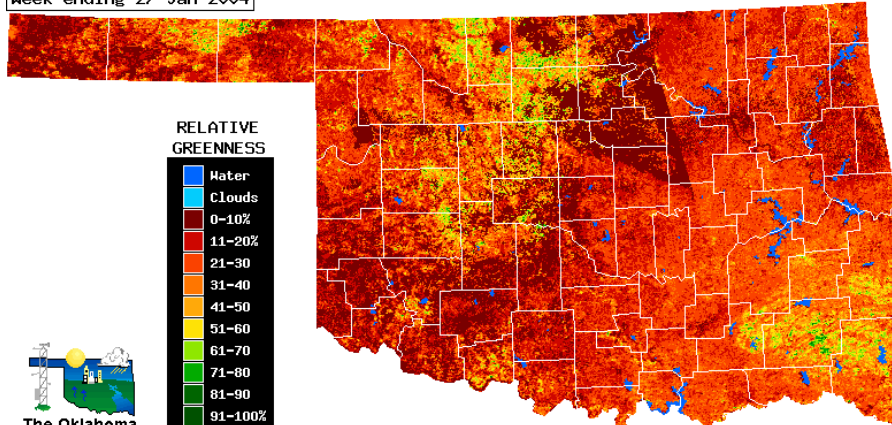 Week ending 27 Jan 2004
RELATIVE
GREENNESS
Water
Clouds
0-10%
11-20%
21-30
31-40
41-50
51-60
61-70
71-80
81-90
91-100%
The Oklahoma